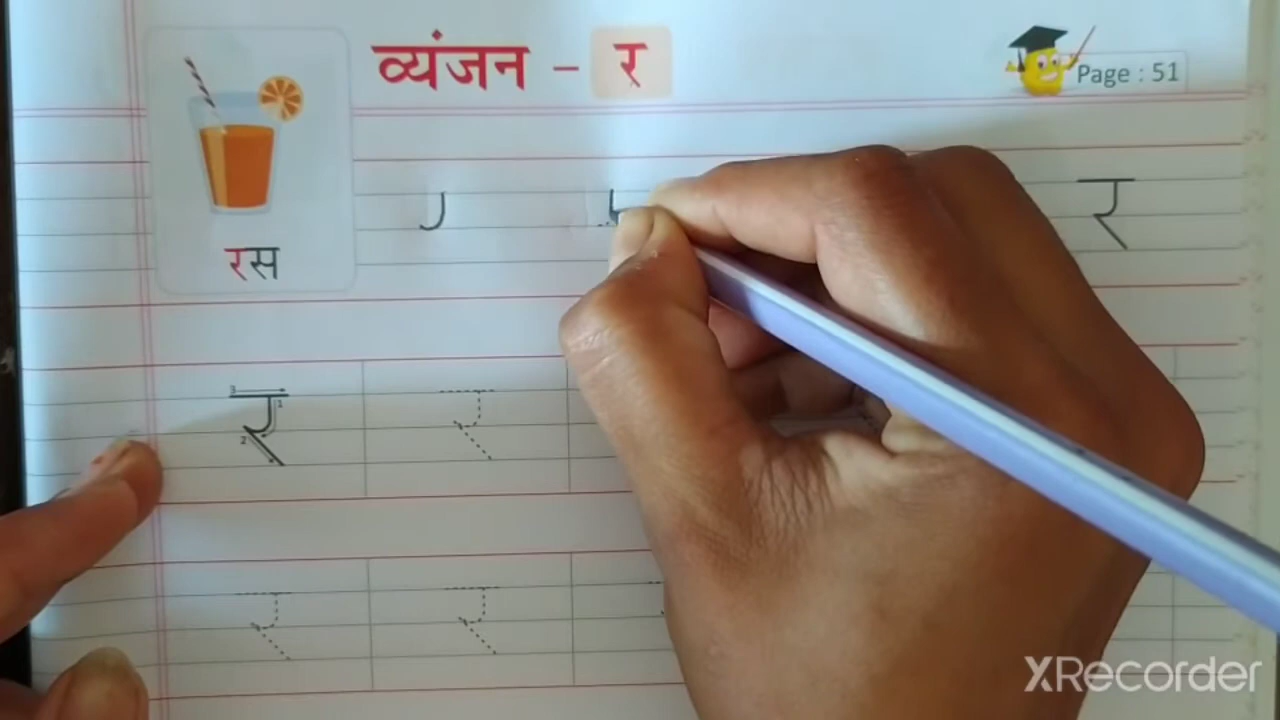 व्यंजन – र
Page : 51
रस
र
र र
र र
XRecorder